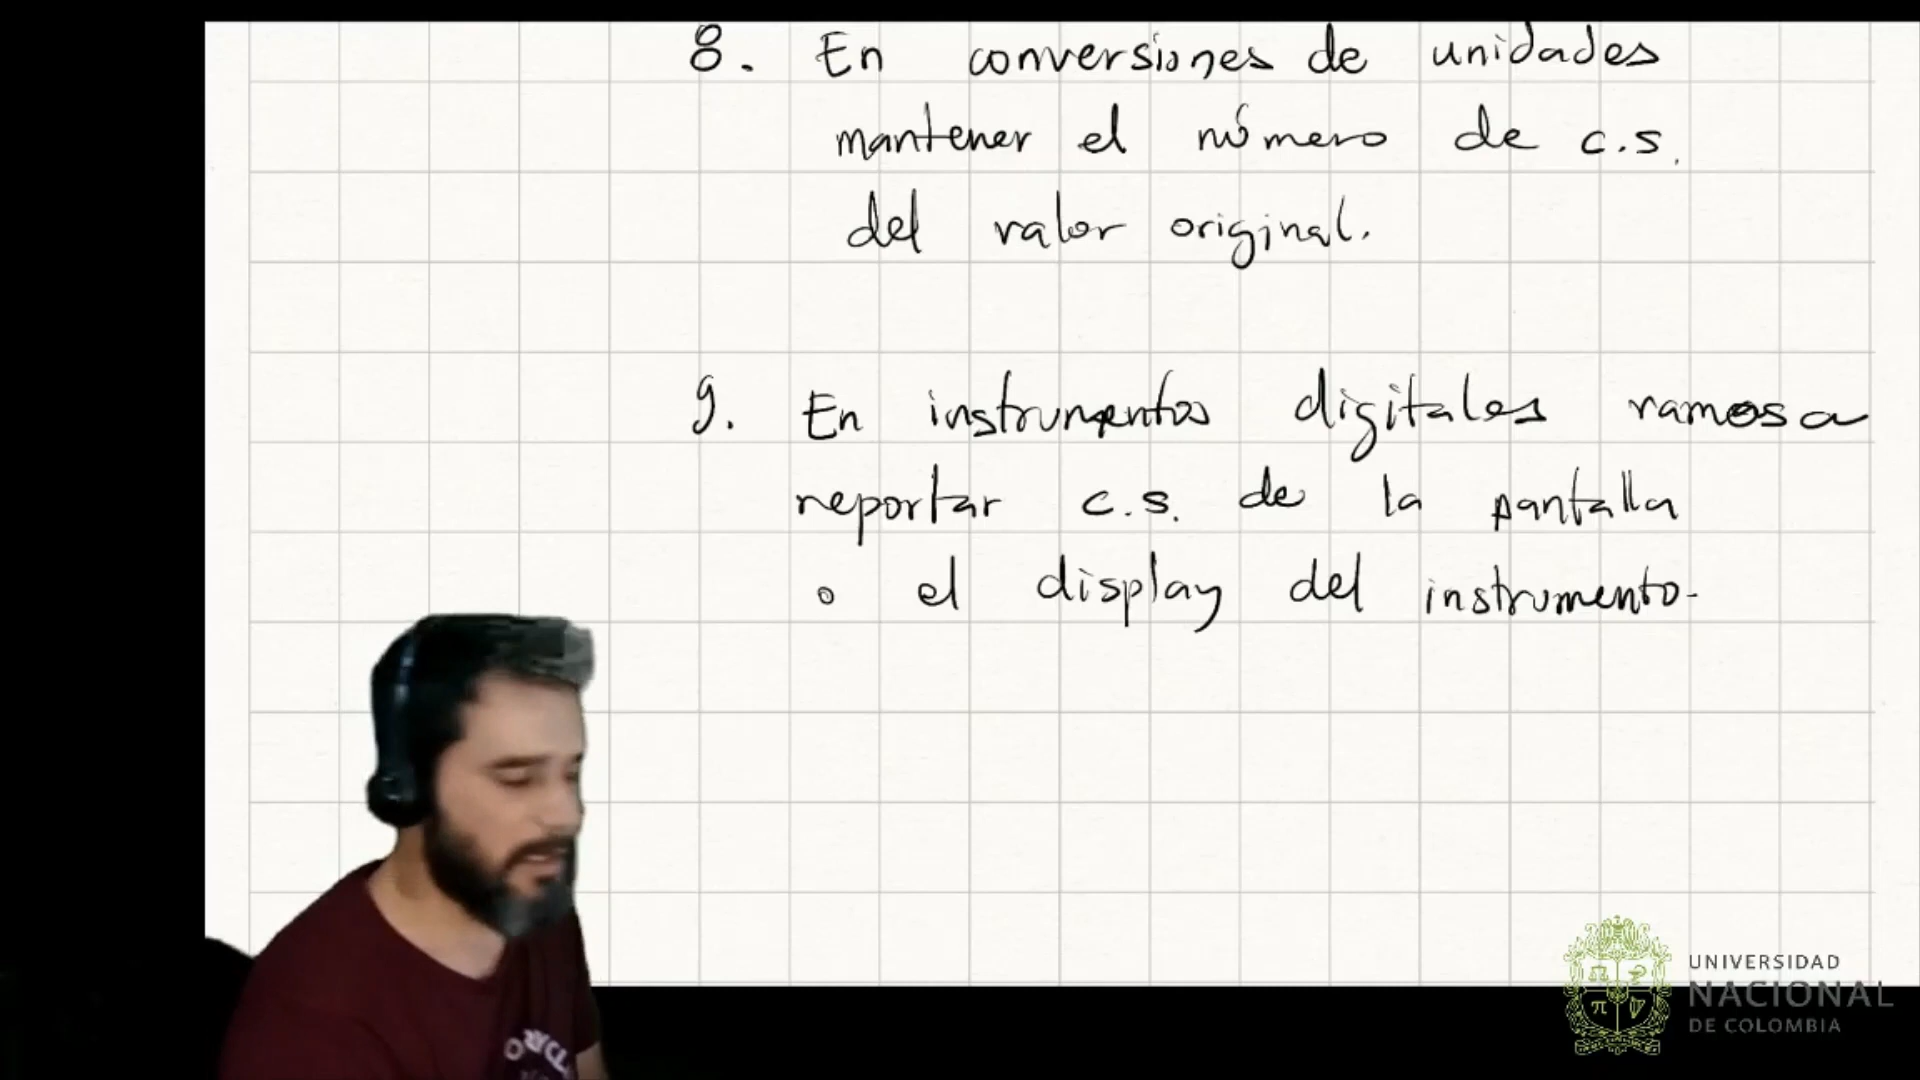 8. En conversiones de unidades
mantener el número de c.s.
del valor original.
9. En instrumentos digitales vamos a
reportar c.s. de la pantalla
o el display del instrumento.
UNIVERSIDAD
NACIONAL
DE COLOMBIA